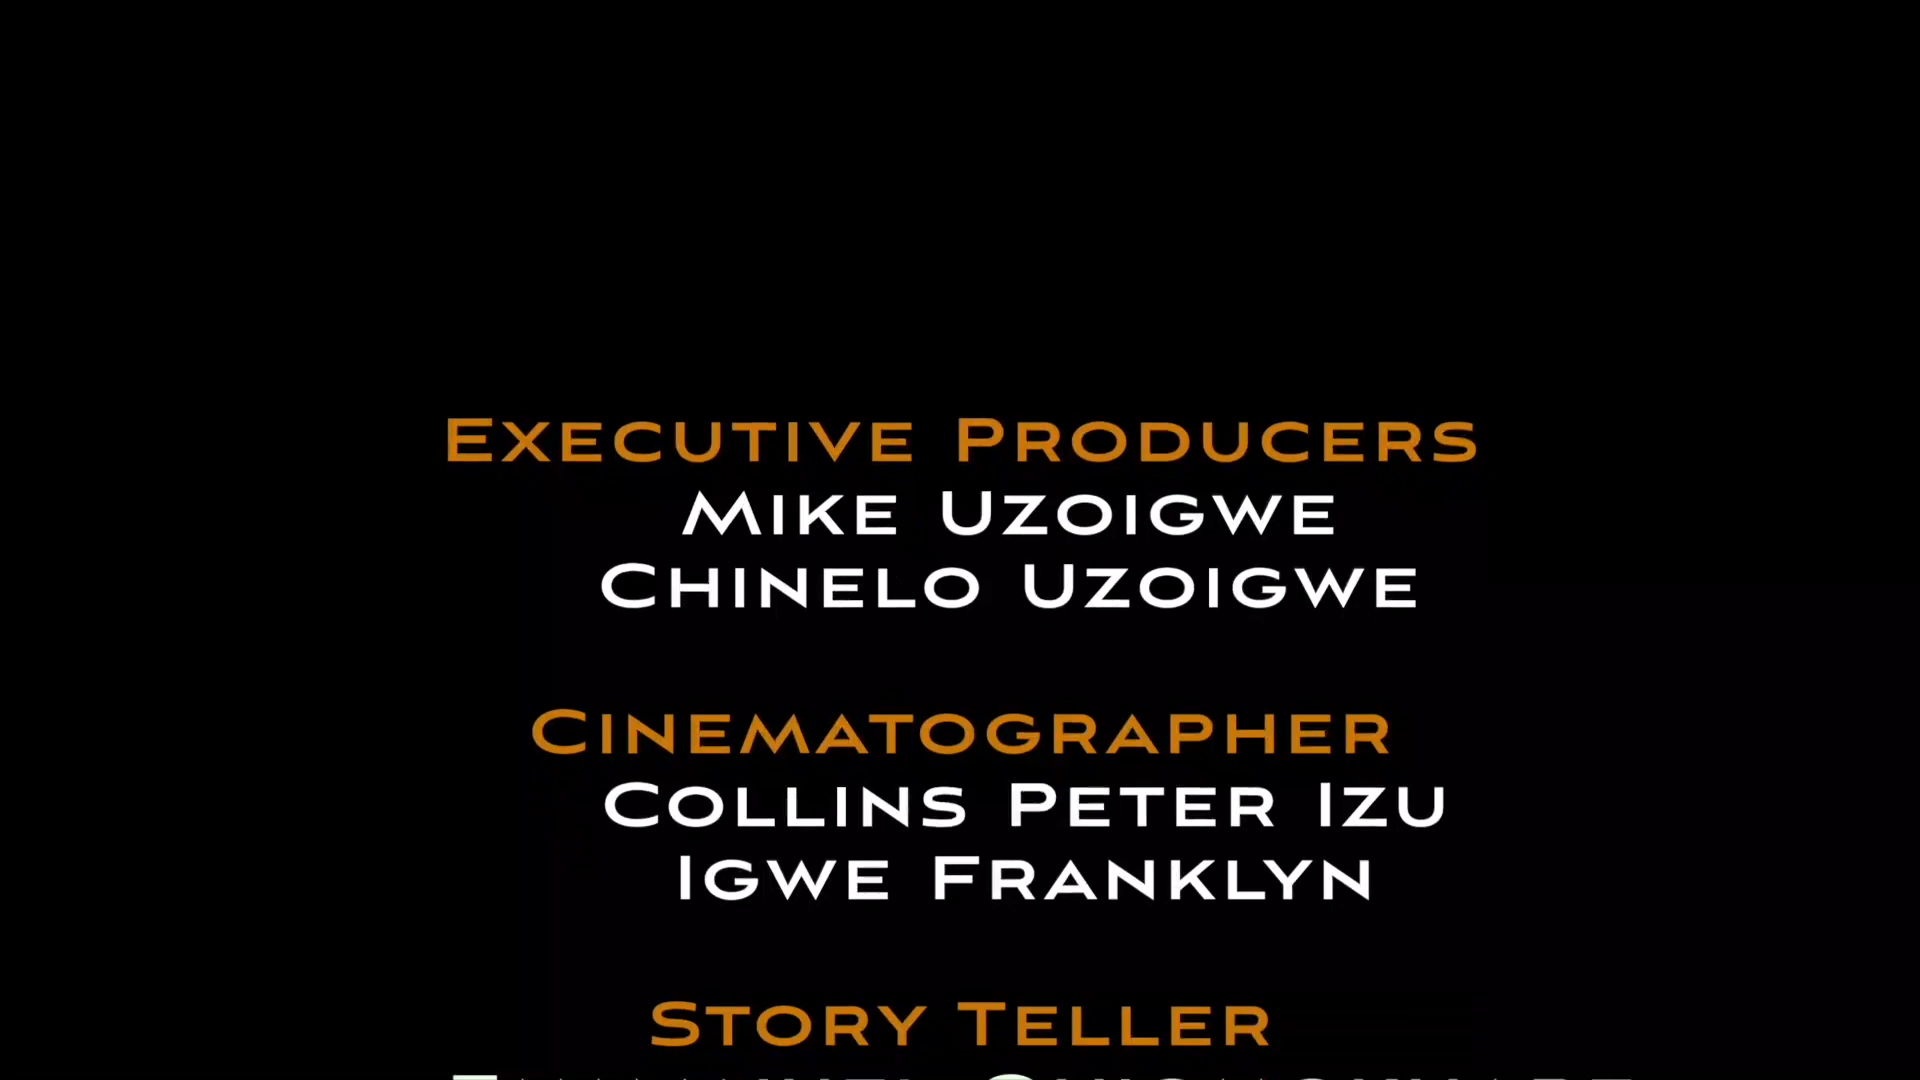 Executive Producers
Mike Uzoigwe
Chinelo Uzoigwe
Cinematographer
Collins Peter Izu
Igwe Franklyn
Story Teller